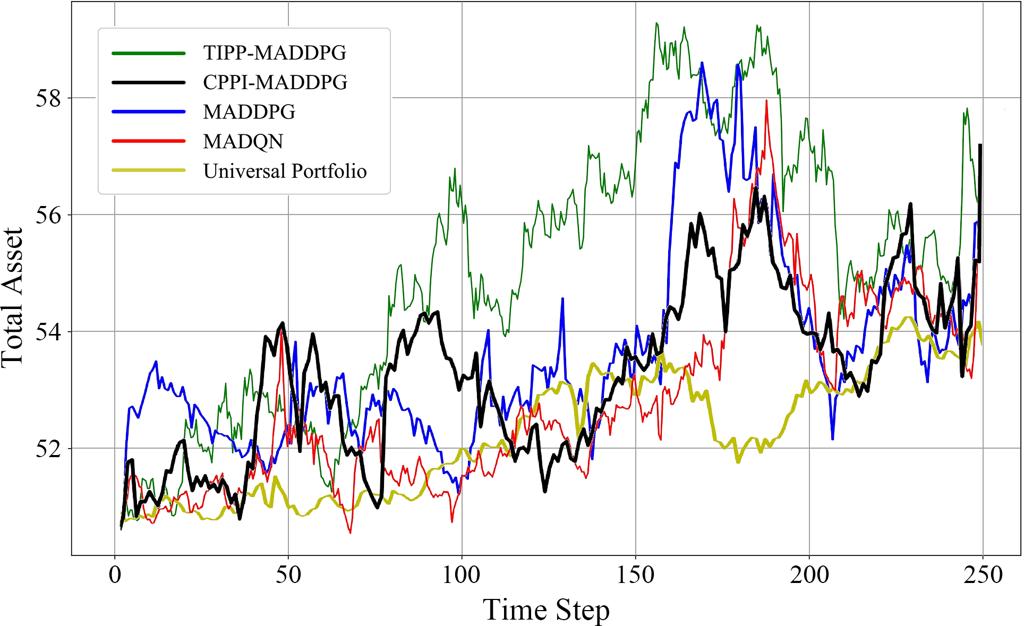 TIPP-MADDPG
CPPI-MADDPG
MADDPG
MADQN
Universal Portfolio
Total Asset
58
56
54
52
0 50 100 150 200 250
Time Step